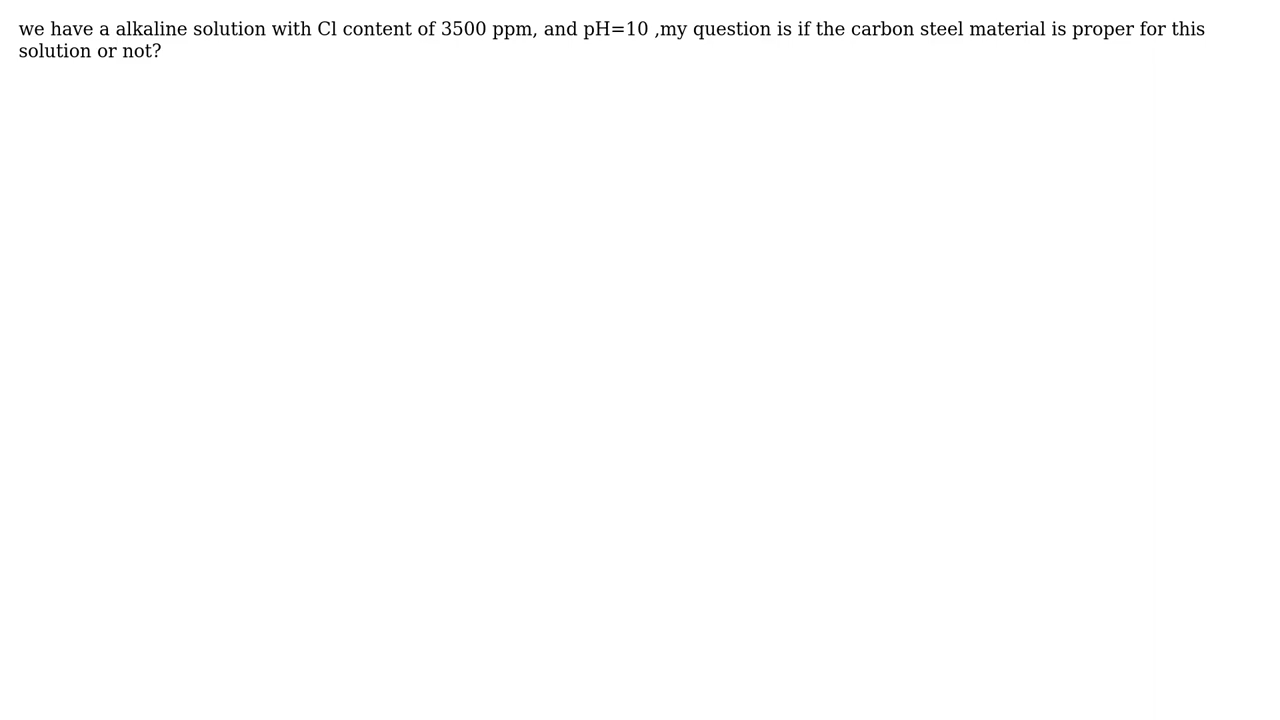 we have a alkaline solution with Cl content of 3500 ppm, and pH=10 ,my question is if the carbon steel material is proper for this
solution or not?